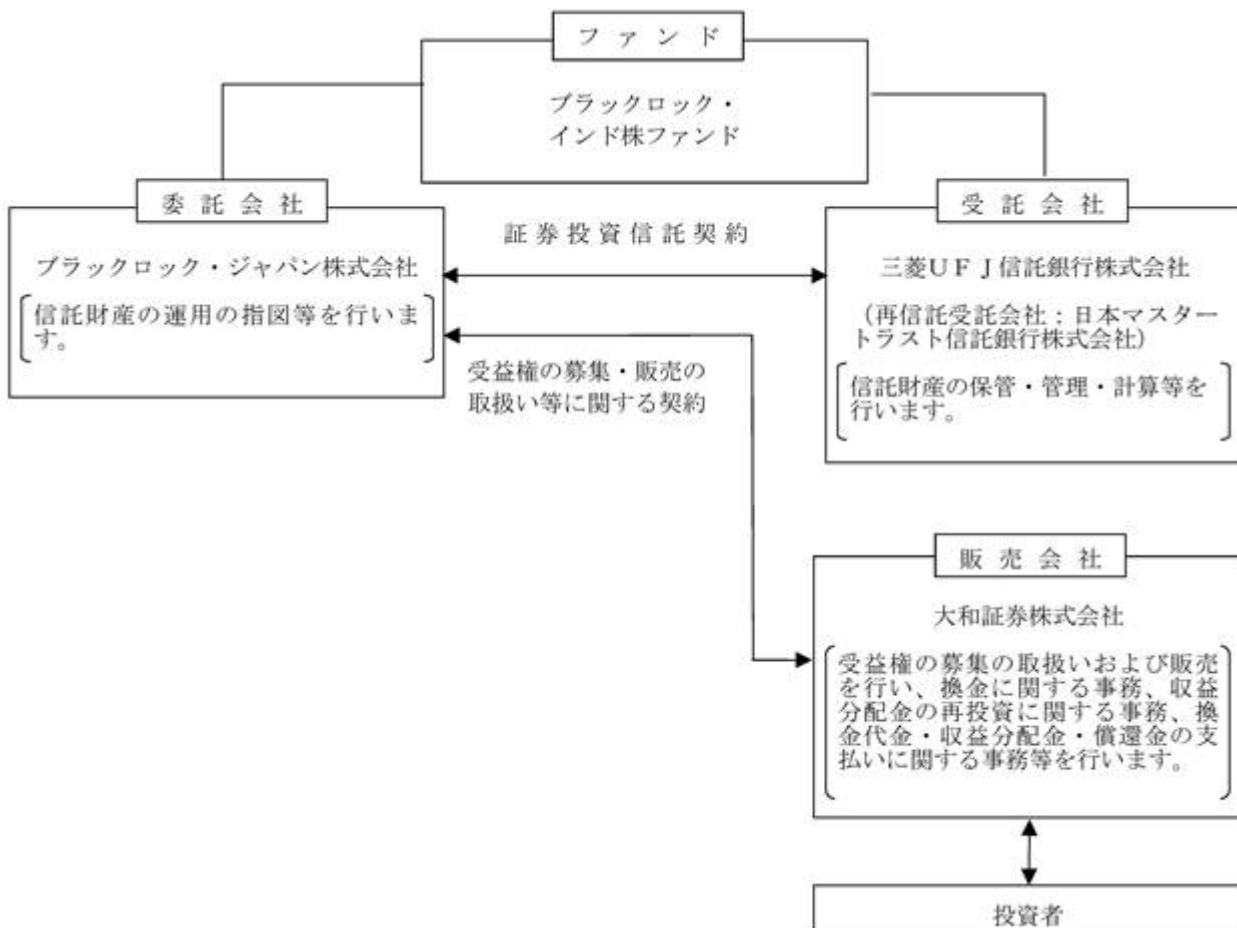 ファンド
ブラックロック・
インド株ファンド
委託会社
ブラックロック・ジャパン株式会社
信託財産の運用の指図等を行いま
す。
証券投資信託契約
受益権の募集・販売の
取扱い等に関する契約
受託会社
三菱UFJ信託銀行株式会社
(再信託受託会社:日本マスター
トラスト信託銀行株式会社)
信託財産の保管・管理・計算等を
行います。
販売会社
大和証券株式会社
受益権の募集の取扱いおよび販売
を行い、換金に関する事務、収益
分配金の再投資に関する事務、換
金代金・収益分配金・償還金の支
払いに関する事務等を行います。
投資者